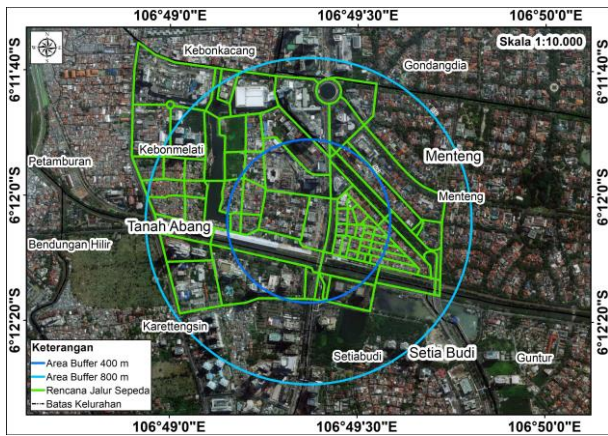 106°49'0"E 106°49'30"E 106°50'0"E
6°11'40"S
6°11'40"S
Skala 1:10.000
Kebonkacang
Gondangdia
Kebonmelati
Menteng
Petamburan
Menteng
6°12'0"S
6°12'0"S
Tanah Abang
Bendungan Hilir
Karettengsin
6°12'20"S
6°12'20"S
Setiabudi
Setia Budi
Guntur
Keterangan
Area Buffer 400 m
Area Buffer 800 m
Rencana Jalur Sepeda
Batas Kelurahan
106°49'0"E 106°49'30"E 106°50'0"E